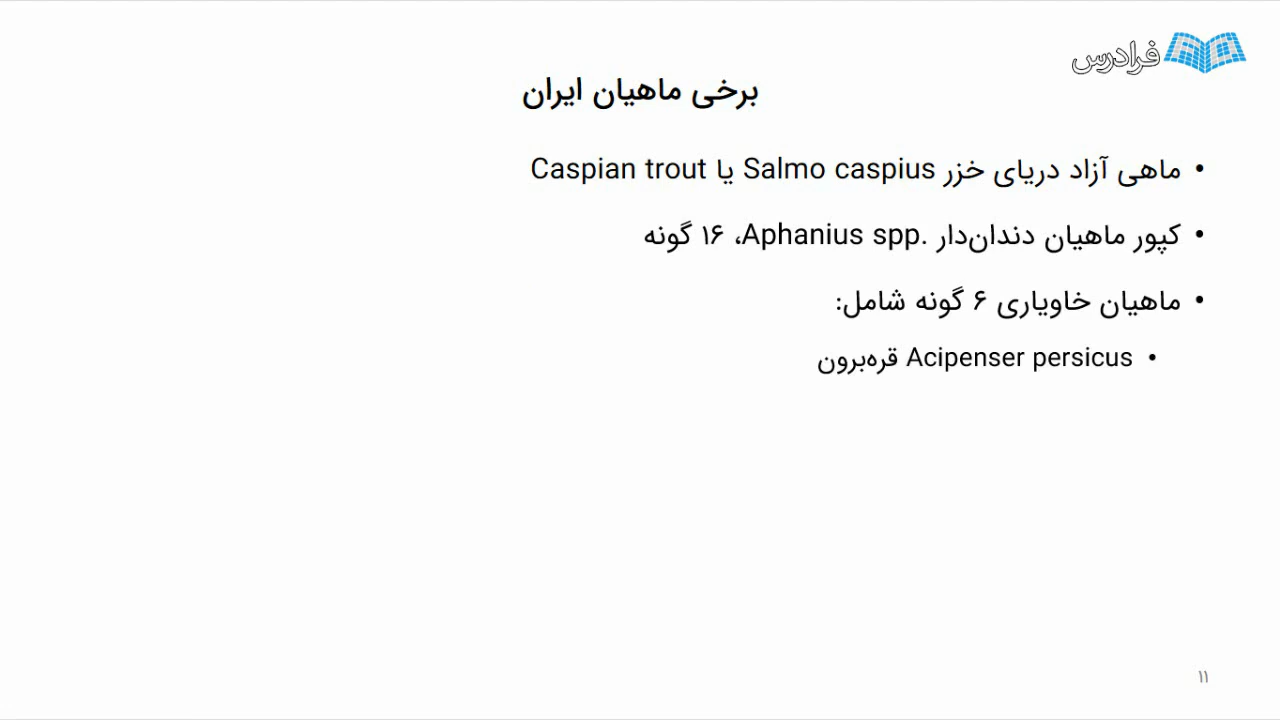 فرادرس
برخی ماهیان ایران
• ماهی آزاد دریای خزر Salmo caspius یا Caspian trout
• کپور ماهیان دندان‌دار Aphanius spp.، ۱۶ گونه
• ماهیان خاویاری ۶ گونه شامل:
• Acipenser persicus قره‌برون
۱۱